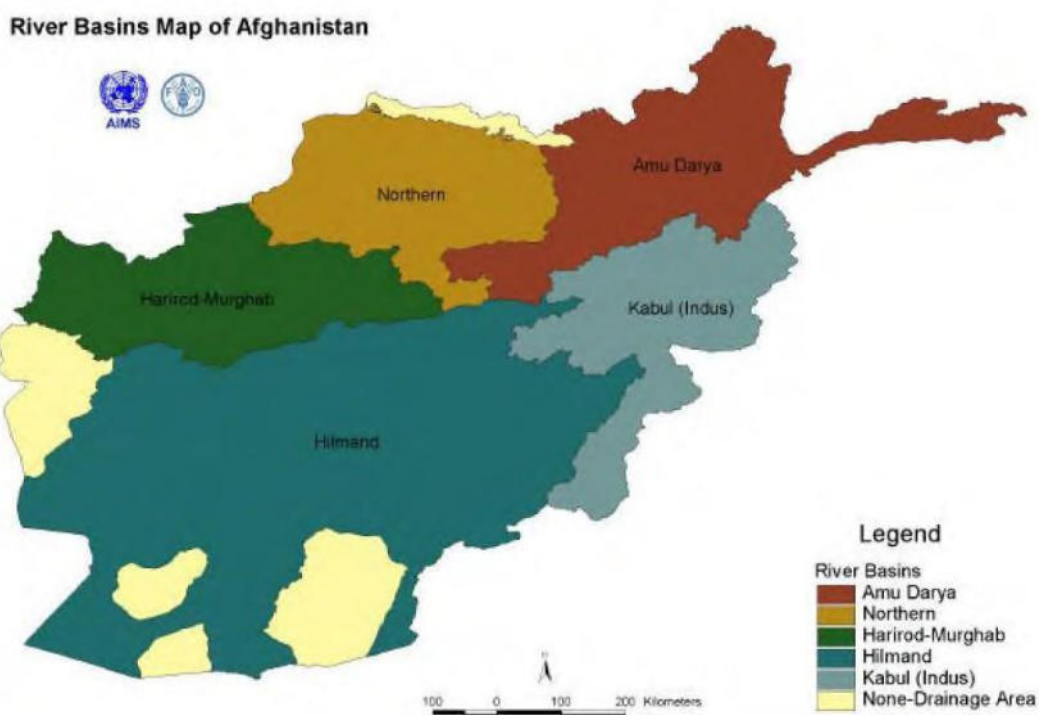 River Basins Map of Afghanistan
AIMS
F A O
Amu Darya
Northern
Harirod-Murghab
Kabul (Indus)
Hilmand
Legend
River Basins
Amu Darya
Northern
Harirod-Murghab
Hilmand
Kabul (Indus)
None-Drainage Area
100 0 100 200 Kilometers